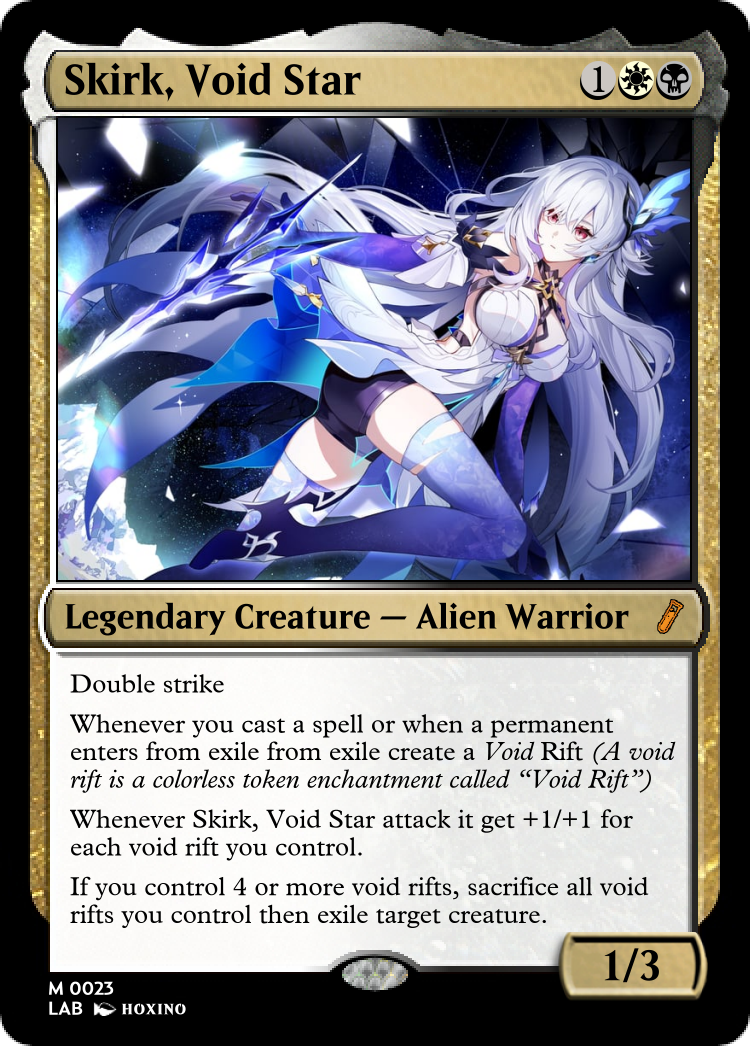 Skirk, Void Star 1
Legendary Creature — Alien Warrior
Double strike
Whenever you cast a spell or when a permanent
enters from exile from exile create a Void Rift (A void
rift is a colorless token enchantment called “Void Rift”)
Whenever Skirk, Void Star attack it get +1/+1 for
each void rift you control.
If you control 4 or more void rifts, sacrifice all void
rifts you control then exile target creature.
1/3
M 0023
LAB HOXINO